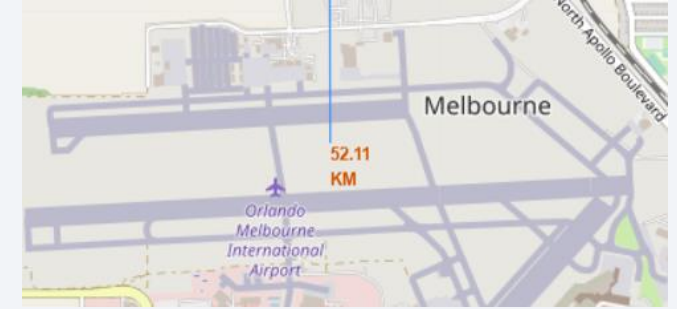 North Apollo Boulevard
Melbourne
52.11
KM
Orlando
Melbourne
International
Airport